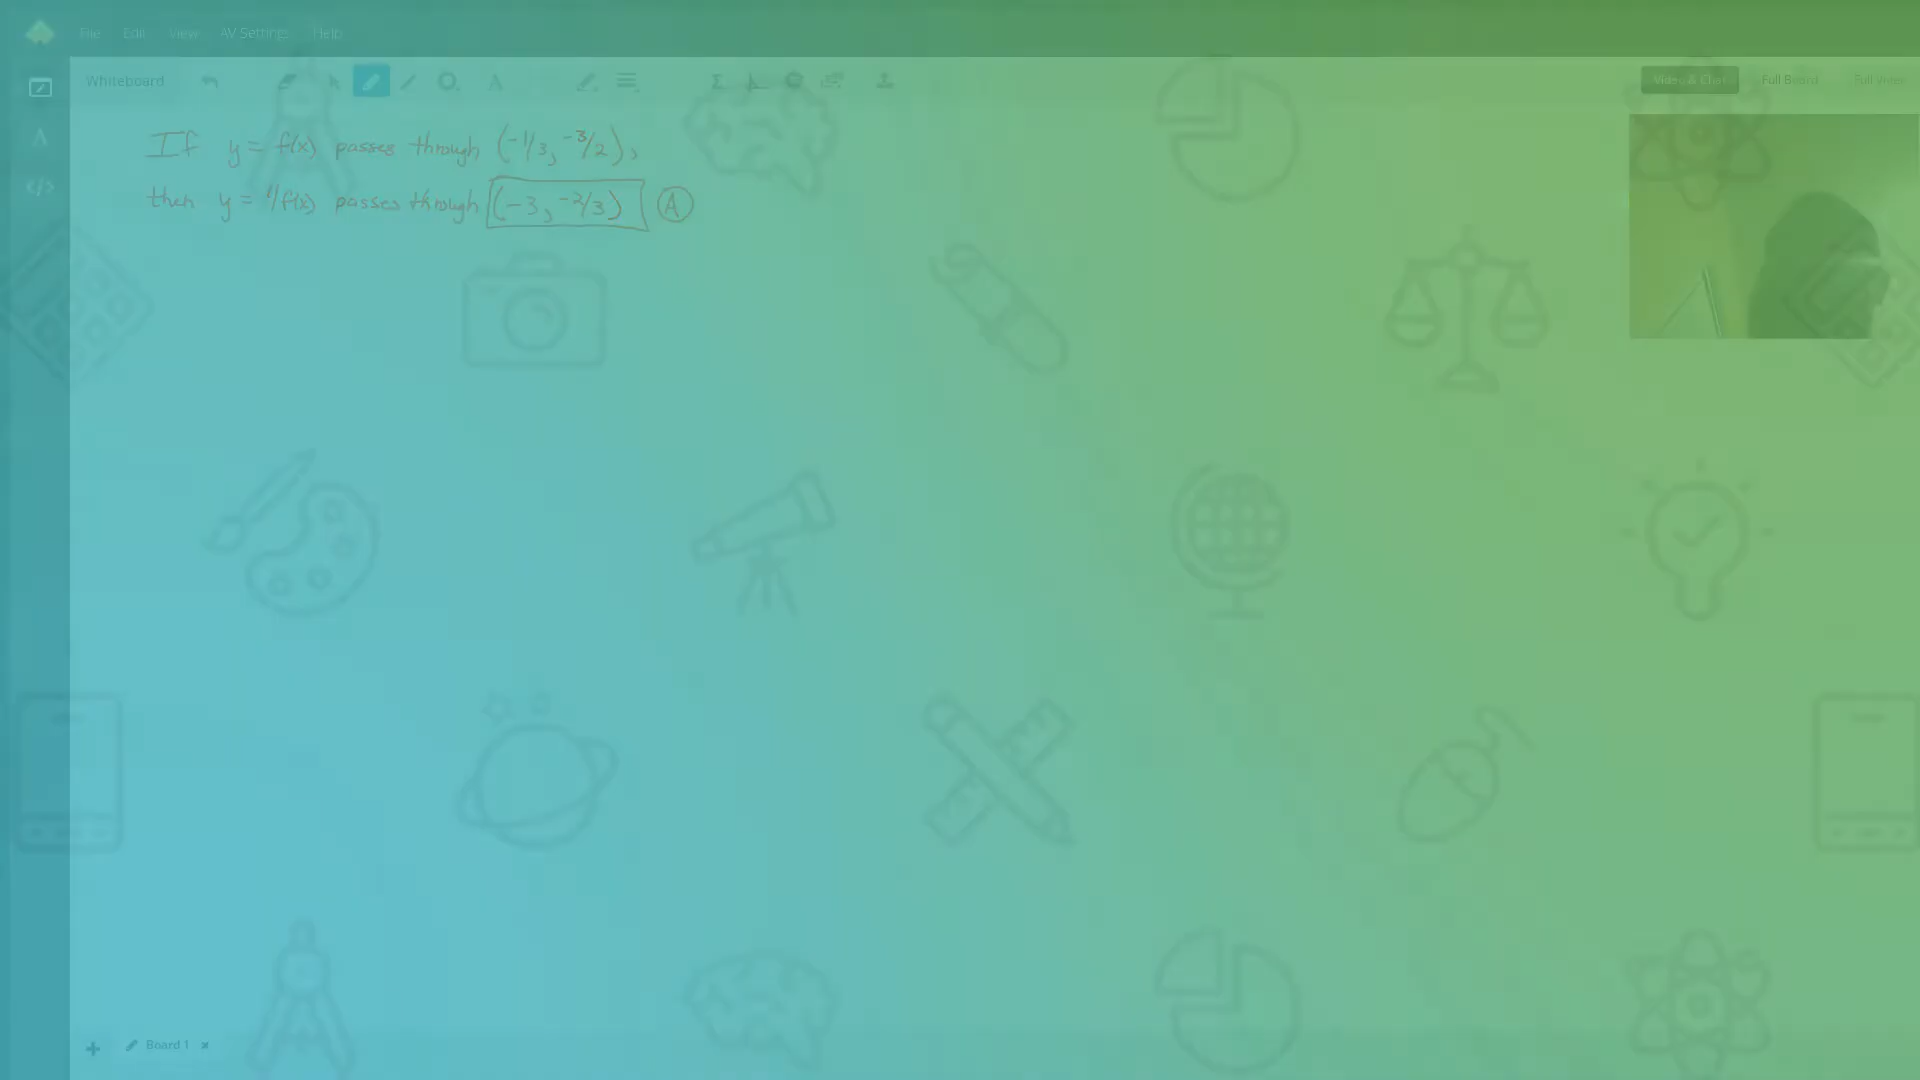 File Edit View AV Settings Help
Whiteboard
Video & Chat Full Board Full Video
If y = f(x) passes through (-1/3, -3/2),
then y = 1/f(x) passes through (-3, -2/3) A
Board 1